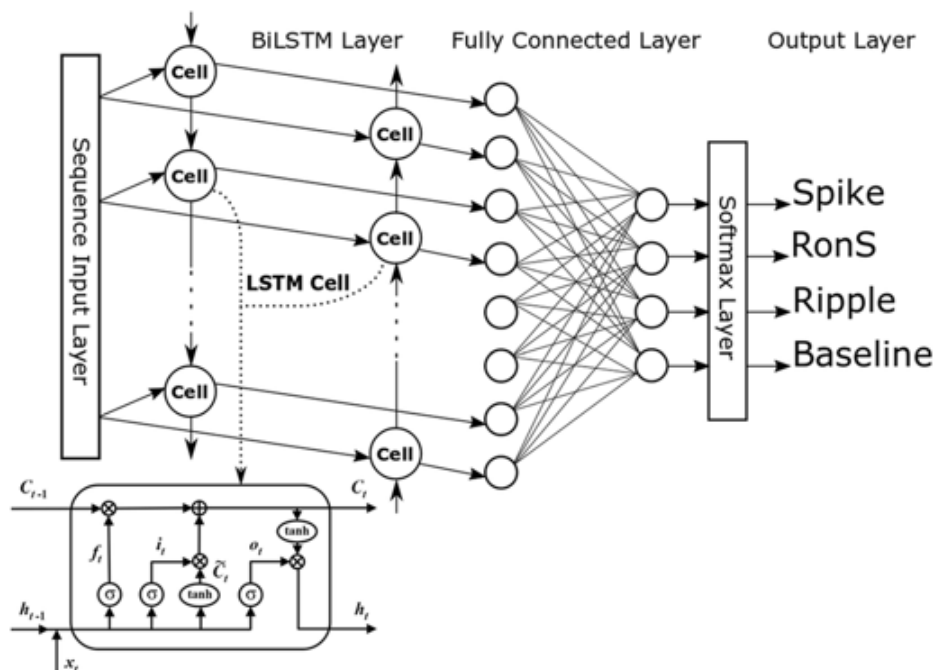 BiLSTM Layer
Fully Connected Layer
Output Layer
Sequence Input Layer
Cell
Cell
Cell
Cell
Cell
Cell
LSTM Cell
Softmax Layer
Spike
RonS
Ripple
Baseline
C_{t-1}
C_t
f_t
i_t
C̃_t
o_t
tanh
σ
σ
tanh
σ
h_{t-1}
h_t
x_t